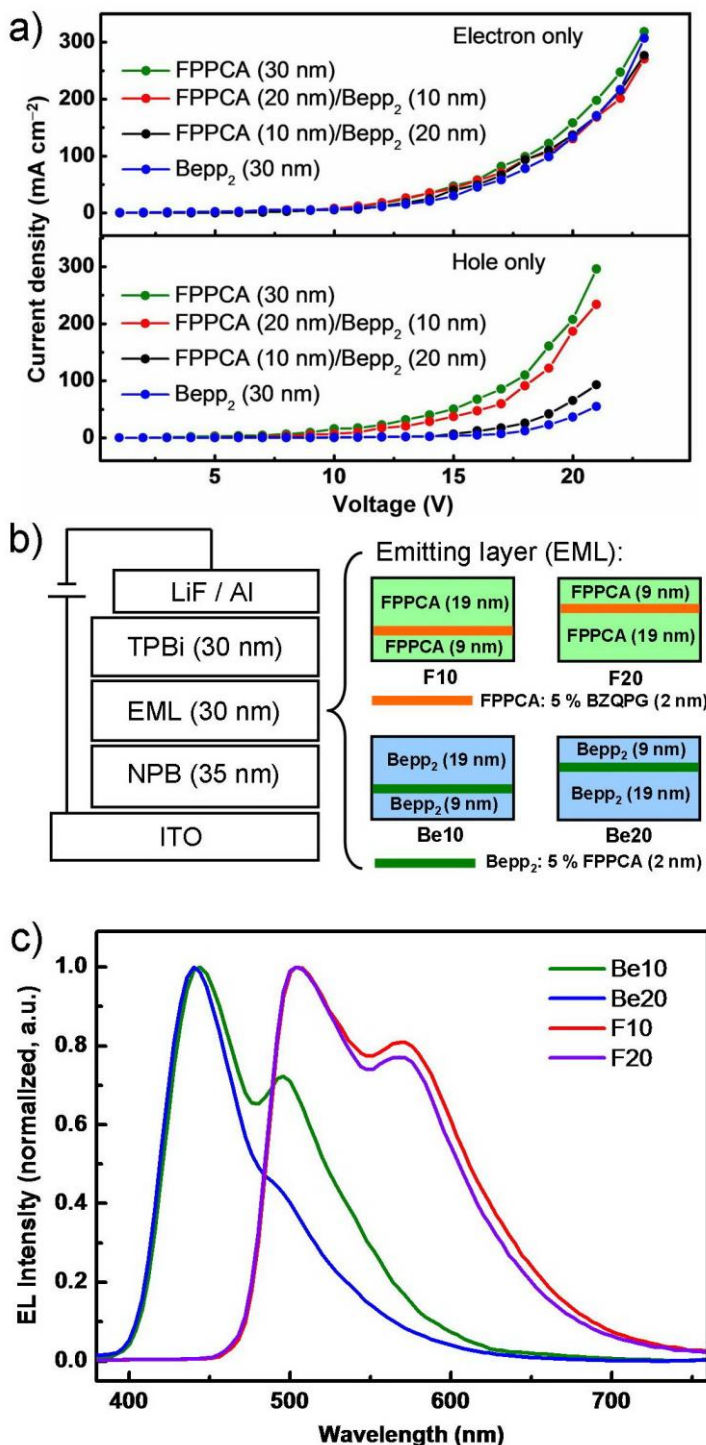 a)
300
200
100
0
Electron only
FPPCA (30 nm)
FPPCA (20 nm)/Bepp₂ (10 nm)
FPPCA (10 nm)/Bepp₂ (20 nm)
Bepp₂ (30 nm)
Current density (mA cm⁻²)
300
200
100
0
Hole only
FPPCA (30 nm)
FPPCA (20 nm)/Bepp₂ (10 nm)
FPPCA (10 nm)/Bepp₂ (20 nm)
Bepp₂ (30 nm)
5 10 15 20
Voltage (V)
b)
LiF / Al
TPBi (30 nm)
EML (30 nm)
NPB (35 nm)
ITO
Emitting layer (EML):
FPPCA (19 nm)
FPPCA (9 nm)
F10
FPPCA (9 nm)
FPPCA (19 nm)
F20
FPPCA: 5 % BZQPG (2 nm)
Bepp₂ (19 nm)
Bepp₂ (9 nm)
Be10
Bepp₂ (9 nm)
Bepp₂ (19 nm)
Be20
Bepp₂: 5 % FPPCA (2 nm)
c)
EL Intensity (normalized, a.u.)
1.0
0.8
0.6
0.4
0.2
0.0
Be10
Be20
F10
F20
400 500 600 700
Wavelength (nm)